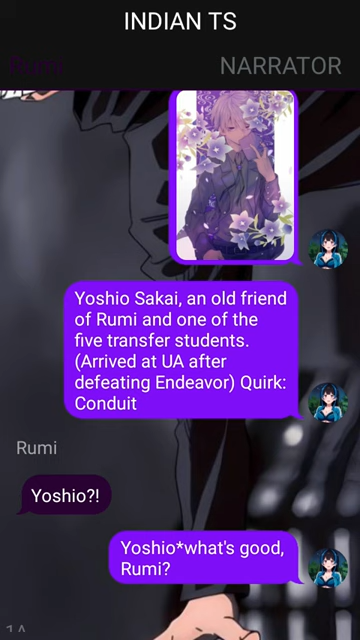 INDIAN TS
Rumi
NARRATOR
Yoshio Sakai, an old friend
of Rumi and one of the
five transfer students.
(Arrived at UA after
defeating Endeavor) Quirk:
Conduit
Rumi
Yoshio?!
Yoshio*what's good,
Rumi?